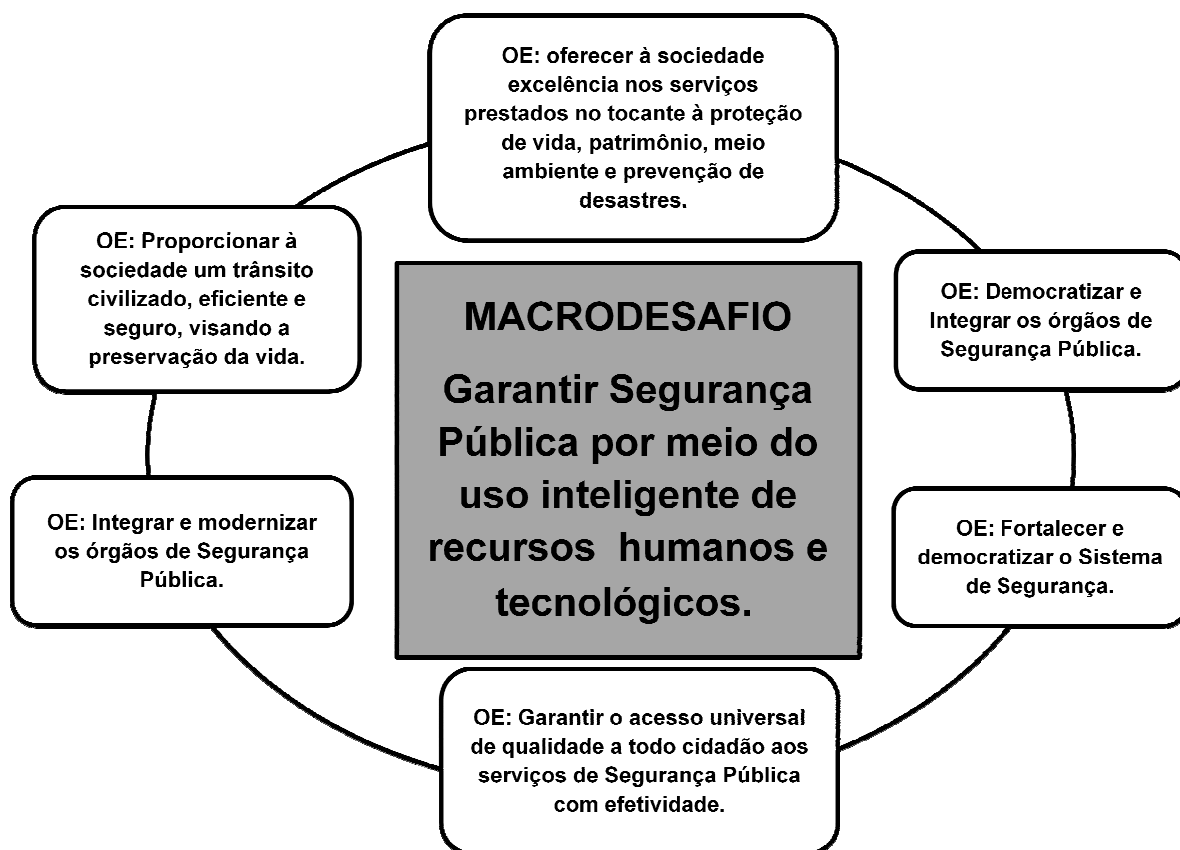 OE: oferecer à sociedade
excelência nos serviços
prestados no tocante à proteção
de vida, patrimônio, meio
ambiente e prevenção de
desastres.
OE: Proporcionar à
sociedade um trânsito
civilizado, eficiente e
seguro, visando a
preservação da vida.
MACRODESAFIO
Garantir Segurança
Pública por meio do
uso inteligente de
recursos humanos e
tecnológicos.
OE: Democratizar e
Integrar os órgãos de
Segurança Pública.
OE: Integrar e modernizar
os órgãos de Segurança
Pública.
OE: Fortalecer e
democratizar o Sistema
de Segurança.
OE: Garantir o acesso universal
de qualidade a todo cidadão aos
serviços de Segurança Pública
com efetividade.